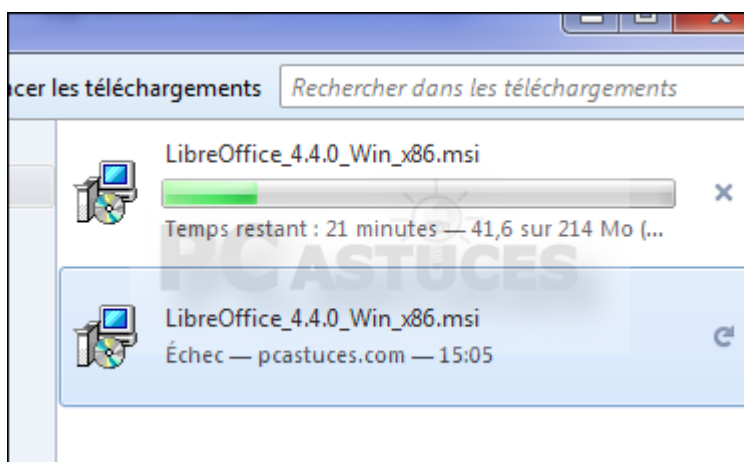 acer les téléchargements
Rechercher dans les téléchargements
LibreOffice_4.4.0_Win_x86.msi
Temps restant : 21 minutes — 41,6 sur 214 Mo (...
PC ASTUCES
LibreOffice_4.4.0_Win_x86.msi
Échec — pcastuces.com — 15:05